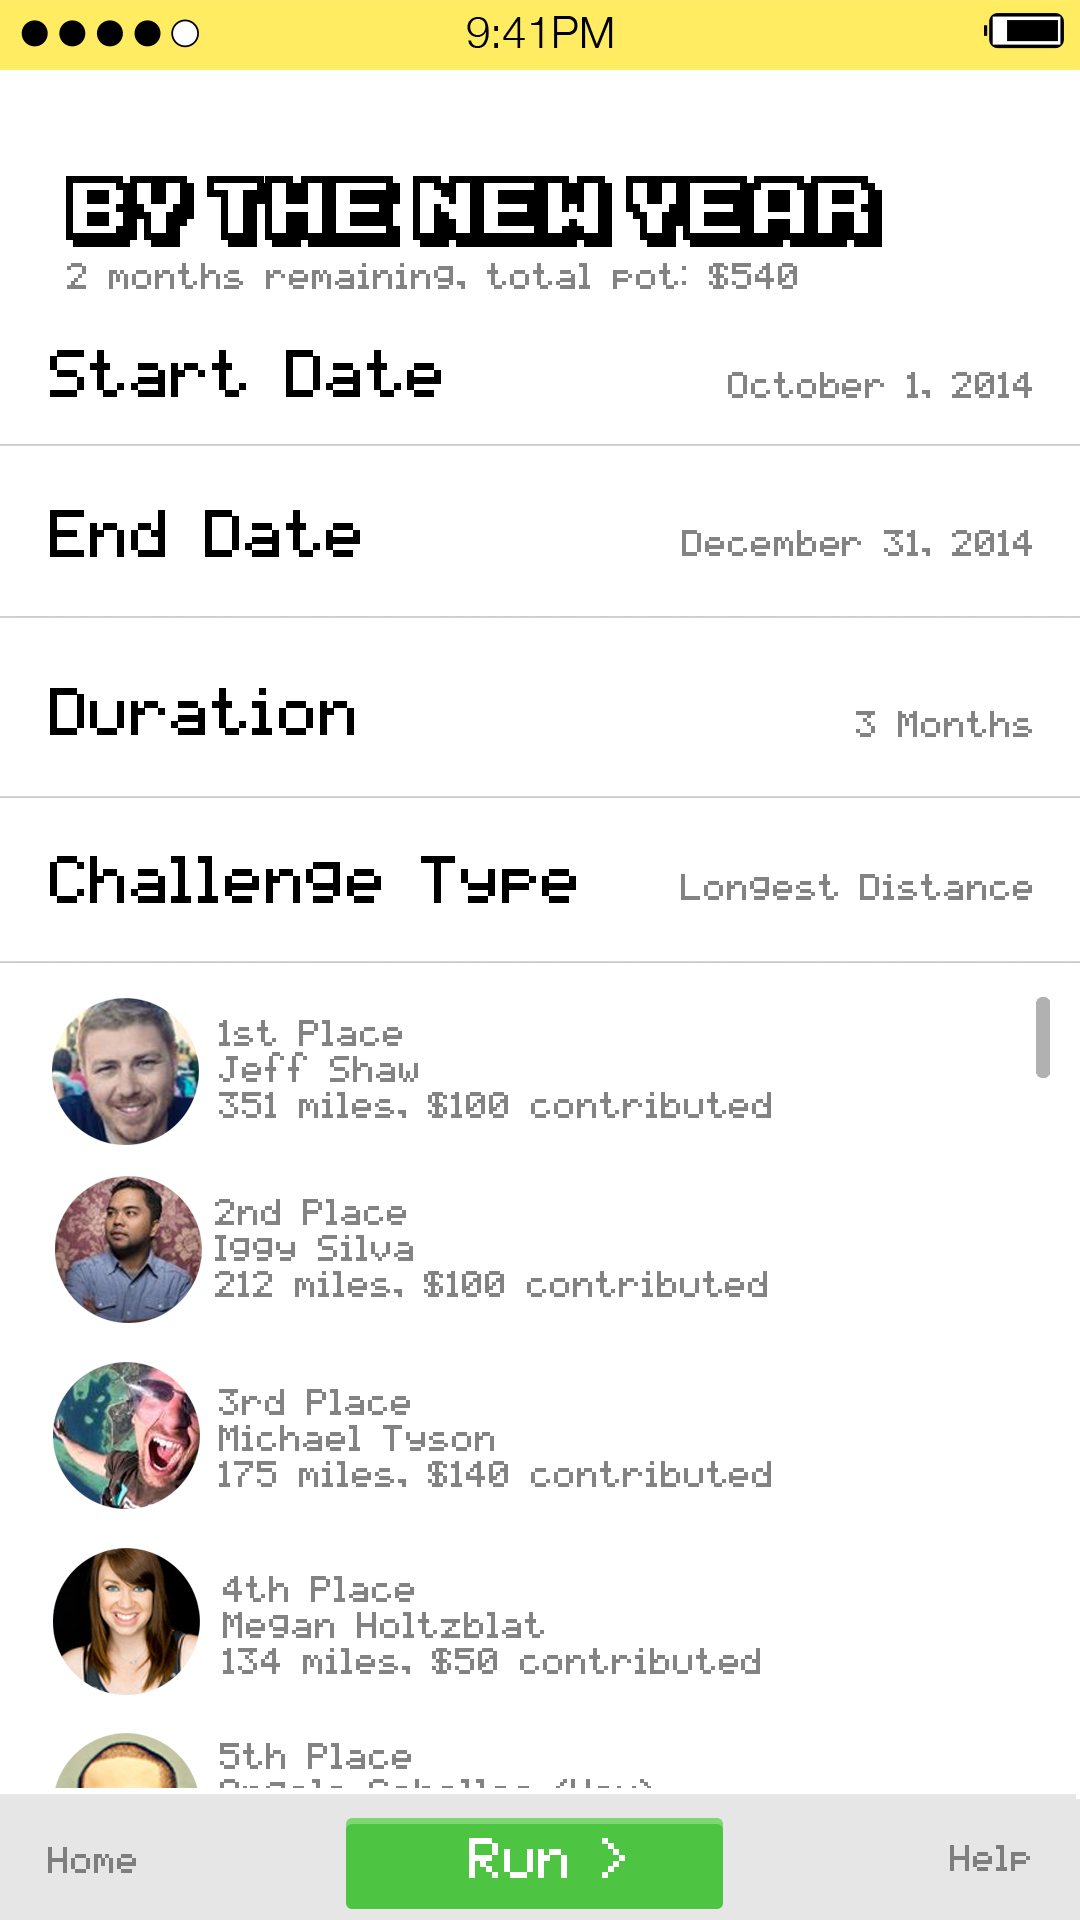 9:41PM
BY THE NEW YEAR
2 months remaining, total pot: $540
Start Date
October 1, 2014
End Date
December 31, 2014
Duration
3 Months
Challenge Type
Longest Distance
1st Place
Jeff Shaw
351 miles, $100 contributed
2nd Place
Iggy Silva
212 miles, $100 contributed
3rd Place
Michael Tyson
175 miles, $140 contributed
4th Place
Megan Holtzblat
134 miles, $50 contributed
5th Place
Home
Run >
Help